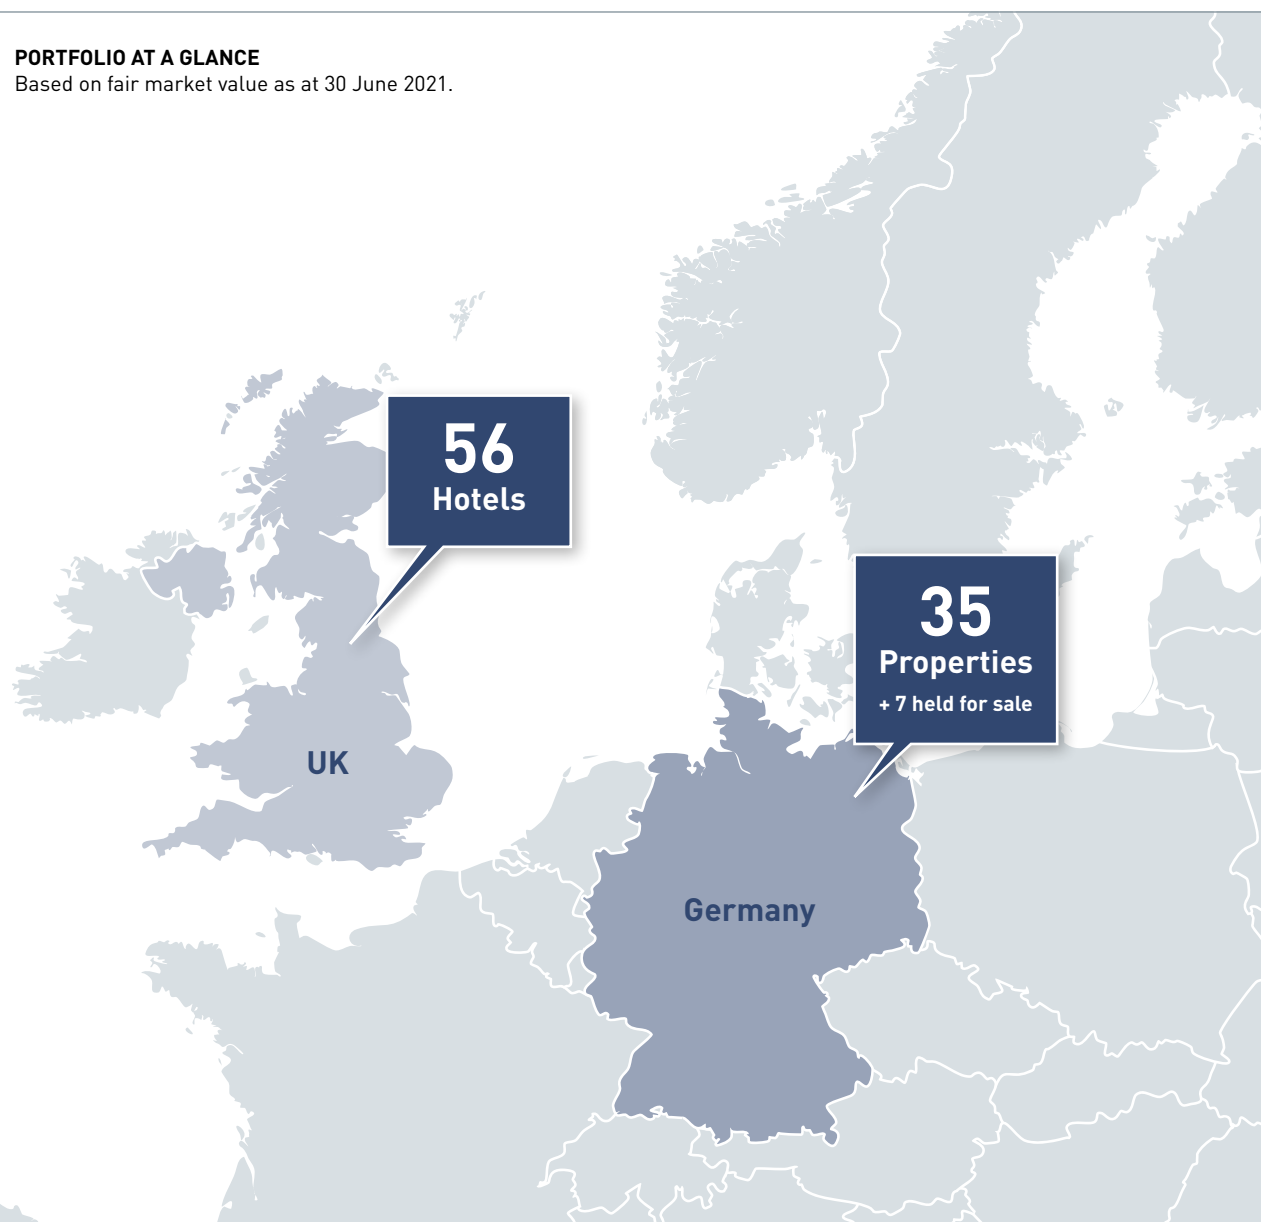 PORTFOLIO AT A GLANCE
Based on fair market value as at 30 June 2021.
56
Hotels
35
Properties
+ 7 held for sale
UK
Germany